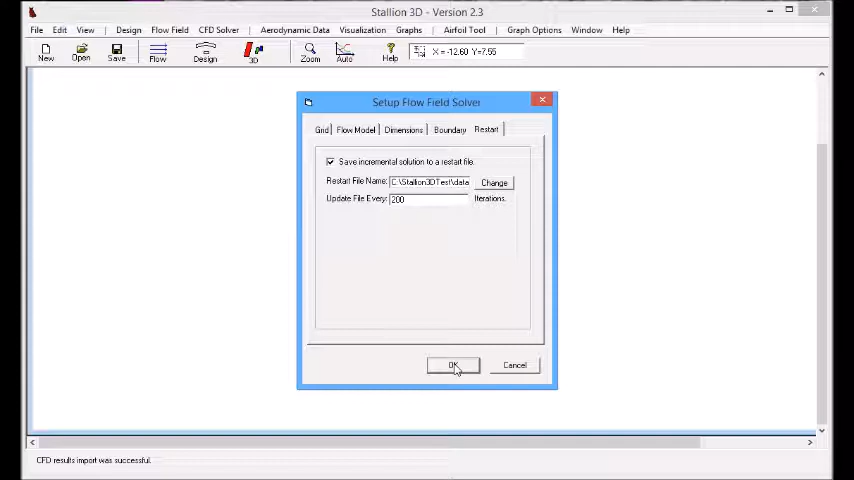 Stallion 3D - Version 2.3
File Edit View Design Flow Field CFD Solver Aerodynamic Data Visualization Graphs Airfoil Tool Graph Options Window Help
New Open Save Flow Design 3D Zoom Auto Help X = -12.60 Y=7.55
Setup Flow Field Solver
Grid Flow Model Dimensions Boundary Restart
Save incremental solution to a restart file.
Restart File Name: C:\Stallion3DTest\data Change
Update File Every: 200 Iterations.
OK Cancel
CFD results import was successful.